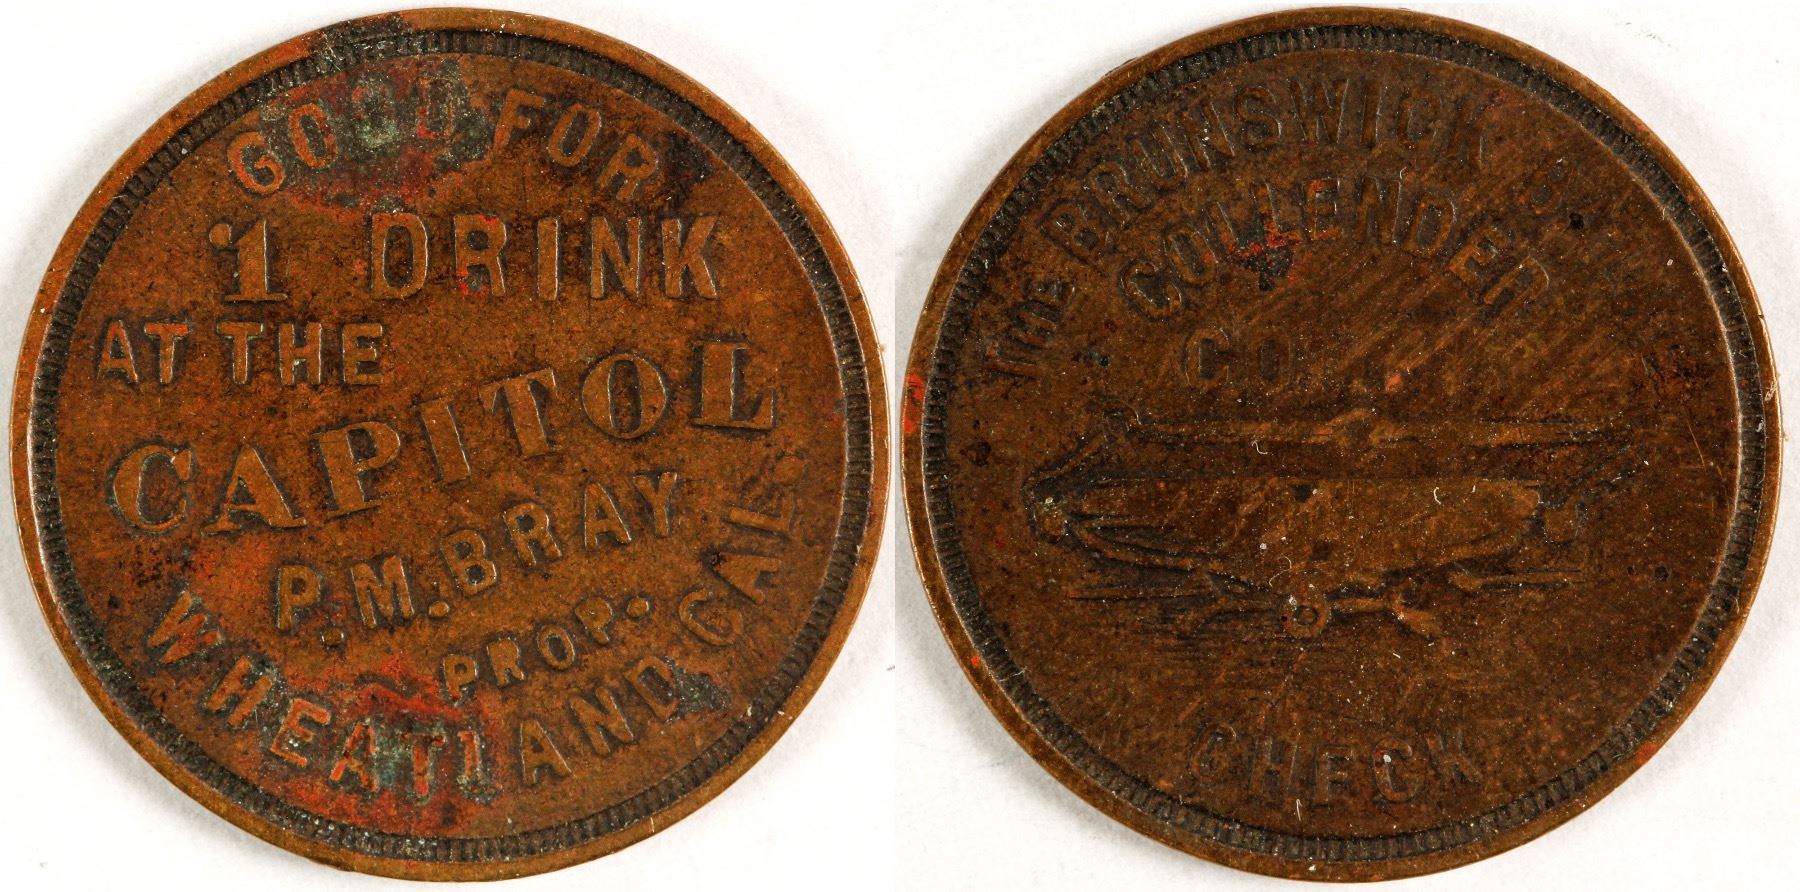 GOOD FOR
1 DRINK
AT THE
CAPITOL
P.M.BRAY
PROP.
WHEATLAND, CAL.
THE BRUNSWICK
COLLENDER
CO.
CHECK